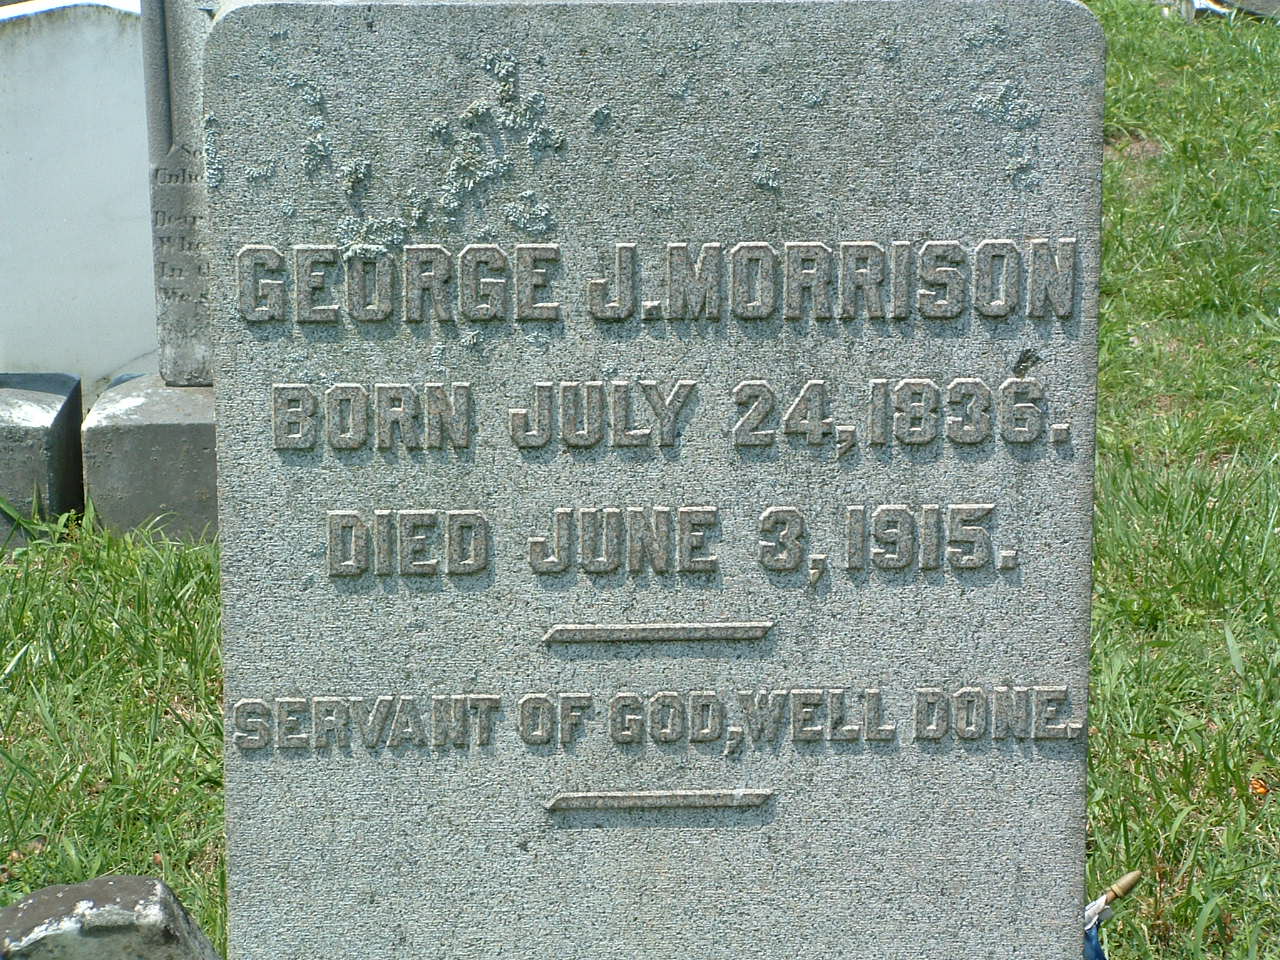 GEORGE J. MORRISON
BORN JULY 24, 1836.
DIED JUNE 3, 1915.
SERVANT OF GOD, WELL DONE.